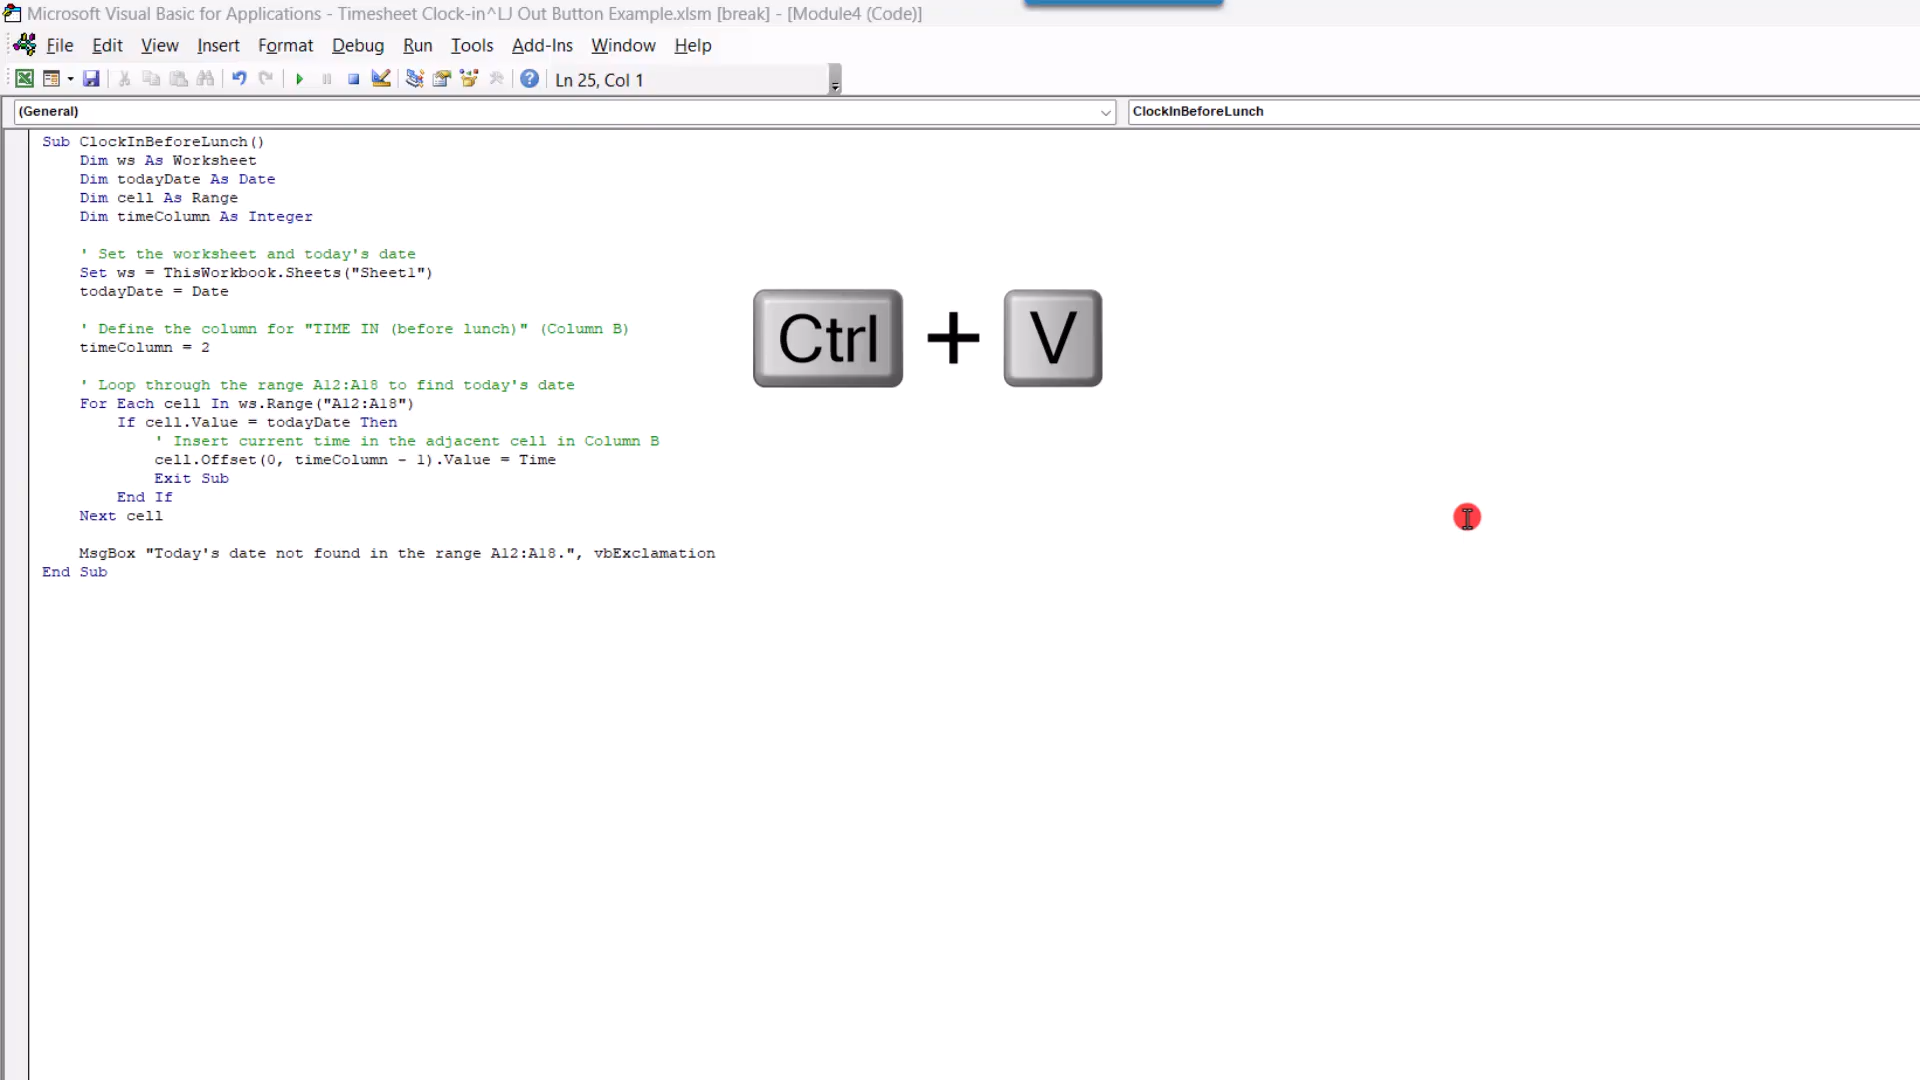 Microsoft Visual Basic for Applications - Timesheet Clock-in^LJ Out Button Example.xlsm [break] - [Module4 (Code)]
File Edit View Insert Format Debug Run Tools Add-Ins Window Help
Ln 25, Col 1
(General) ClockInBeforeLunch
Sub ClockInBeforeLunch()
Dim ws As Worksheet
Dim todayDate As Date
Dim cell As Range
Dim timeColumn As Integer
' Set the worksheet and today's date
Set ws = ThisWorkbook.Sheets("Sheet1")
todayDate = Date
' Define the column for "TIME IN (before lunch)" (Column B)
timeColumn = 2
' Loop through the range A12:A18 to find today's date
For Each cell In ws.Range("A12:A18")
If cell.Value = todayDate Then
' Insert current time in the adjacent cell in Column B
cell.Offset(0, timeColumn - 1).Value = Time
Exit Sub
End If
Next cell
MsgBox "Today's date not found in the range A12:A18.", vbExclamation
End Sub
Ctrl + V